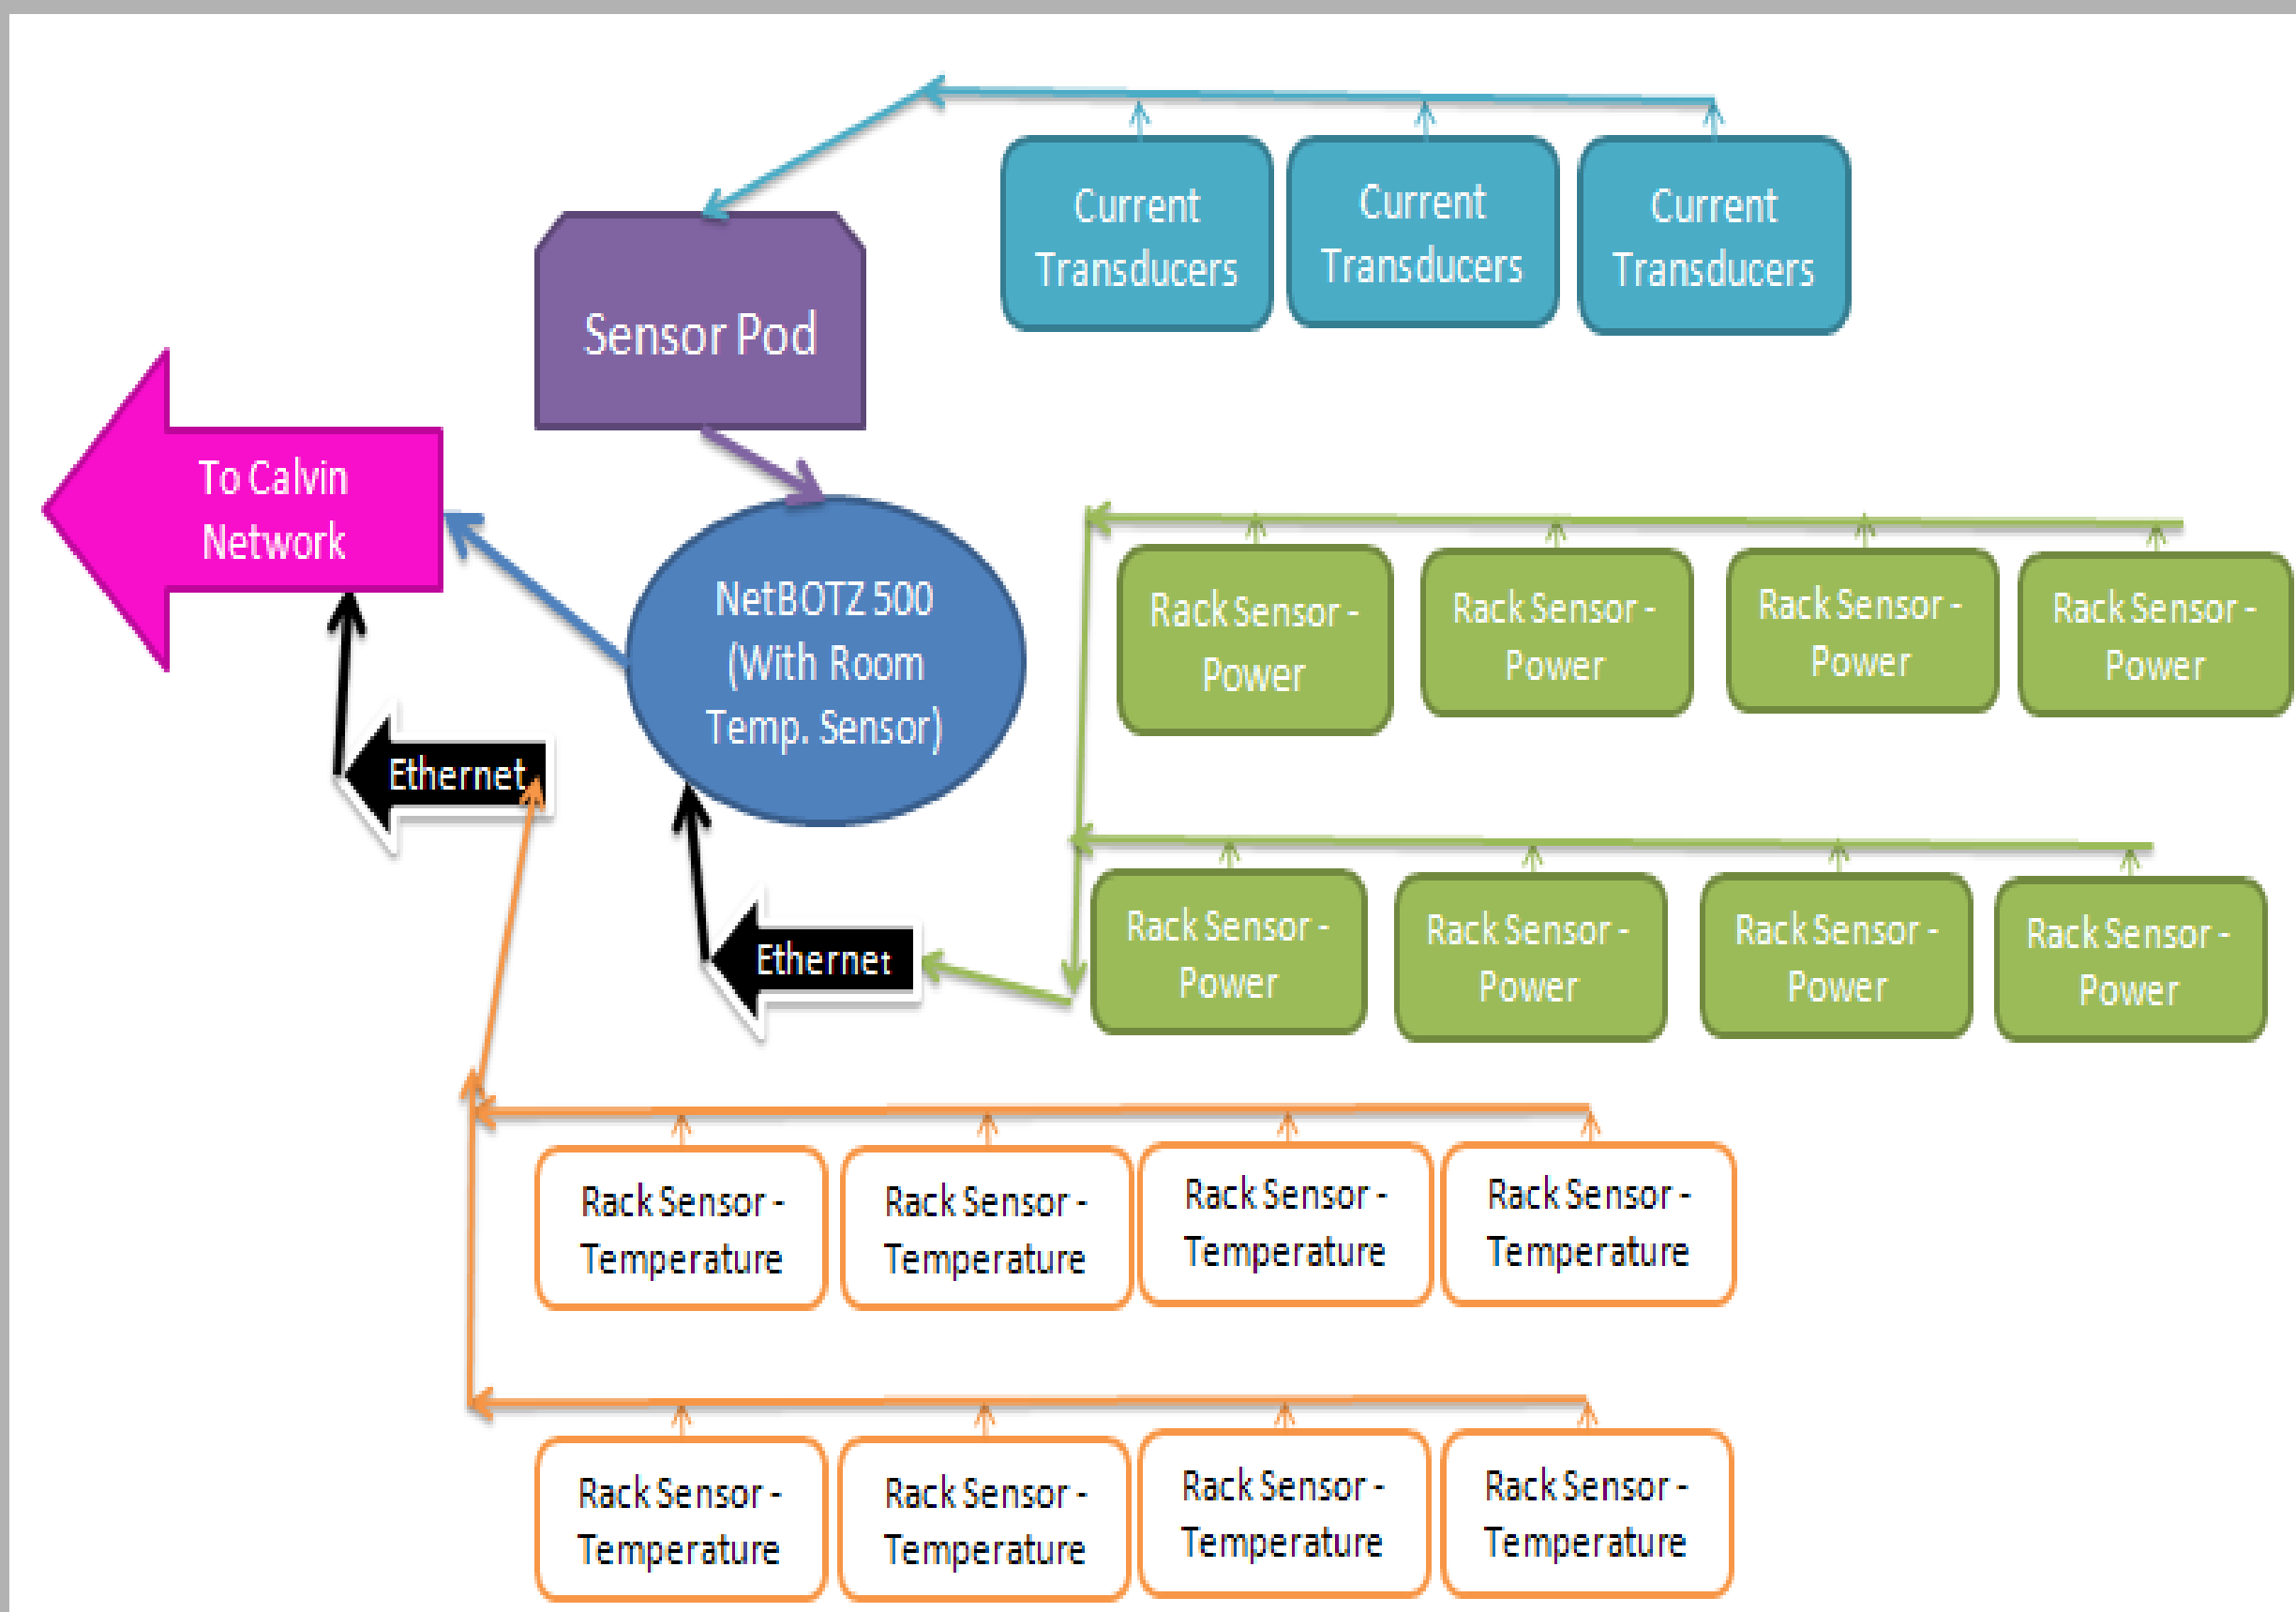 Current
Transducers
Current
Transducers
Current
Transducers
Sensor Pod
To Calvin
Network
NetBOTZ 500
(With Room
Temp. Sensor)
Rack Sensor -
Power
Rack Sensor -
Power
Rack Sensor -
Power
Rack Sensor -
Power
Ethernet
Ethernet
Rack Sensor -
Power
Rack Sensor -
Power
Rack Sensor -
Power
Rack Sensor -
Power
Rack Sensor -
Temperature
Rack Sensor -
Temperature
Rack Sensor -
Temperature
Rack Sensor -
Temperature
Rack Sensor -
Temperature
Rack Sensor -
Temperature
Rack Sensor -
Temperature
Rack Sensor -
Temperature